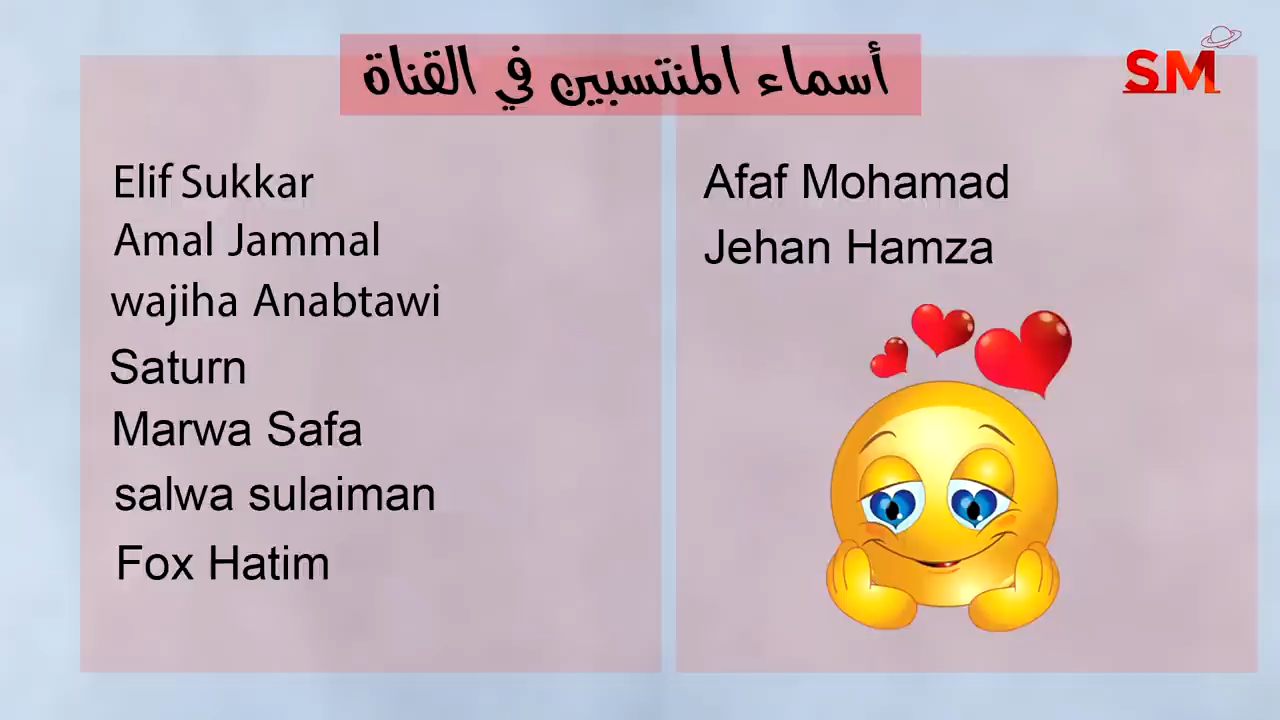 أسماء المنتسبين في القناة
SM
Elif Sukkar
Amal Jammal
wajiha Anabtawi
Saturn
Marwa Safa
salwa sulaiman
Fox Hatim
Afaf Mohamad
Jehan Hamza